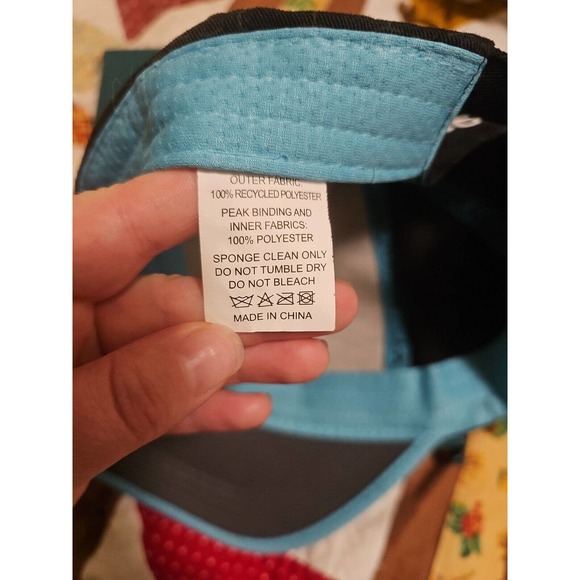 OUTER FABRIC:
100% RECYCLED POLYESTER
PEAK BINDING AND
INNER FABRICS:
100% POLYESTER
SPONGE CLEAN ONLY
DO NOT TUMBLE DRY
DO NOT BLEACH
MADE IN CHINA